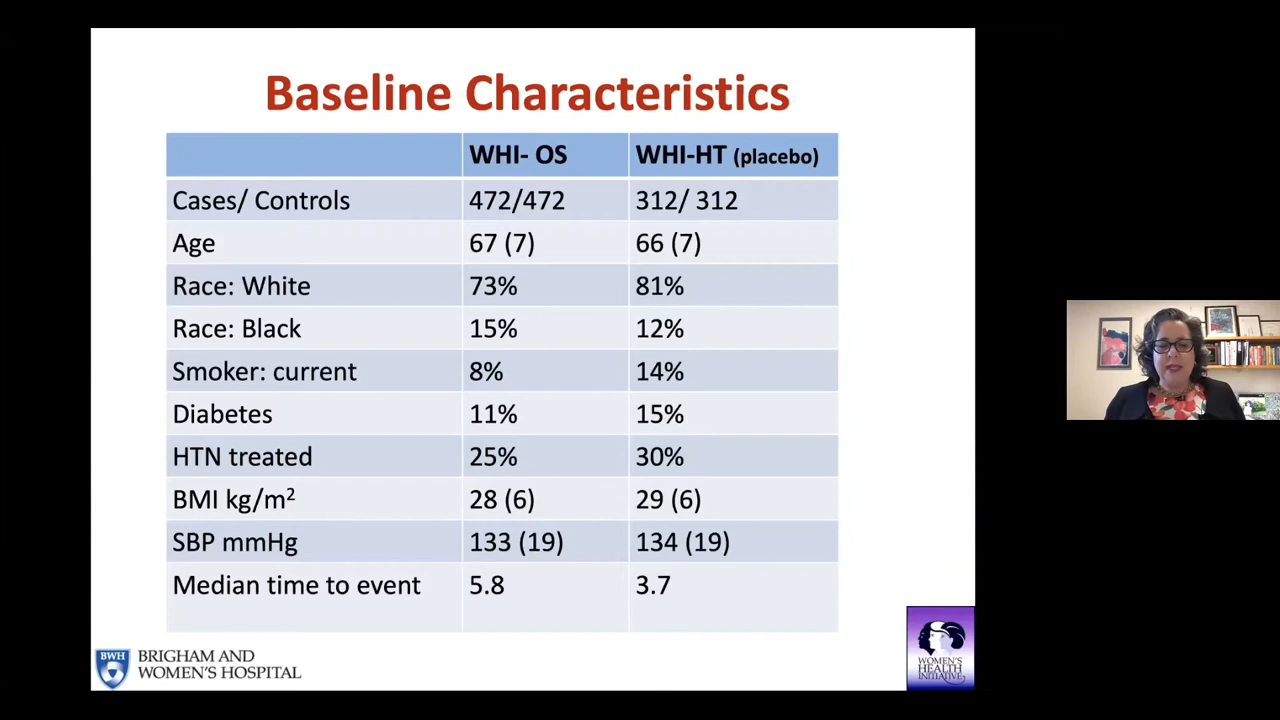 Baseline Characteristics
WHI- OS WHI-HT (placebo)
Cases/ Controls 472/472 312/ 312
Age 67 (7) 66 (7)
Race: White 73% 81%
Race: Black 15% 12%
Smoker: current 8% 14%
Diabetes 11% 15%
HTN treated 25% 30%
BMI kg/m² 28 (6) 29 (6)
SBP mmHg 133 (19) 134 (19)
Median time to event 5.8 3.7
BWH
BRIGHAM AND
WOMEN'S HOSPITAL
WOMEN'S
HEALTH
INITIATIVE